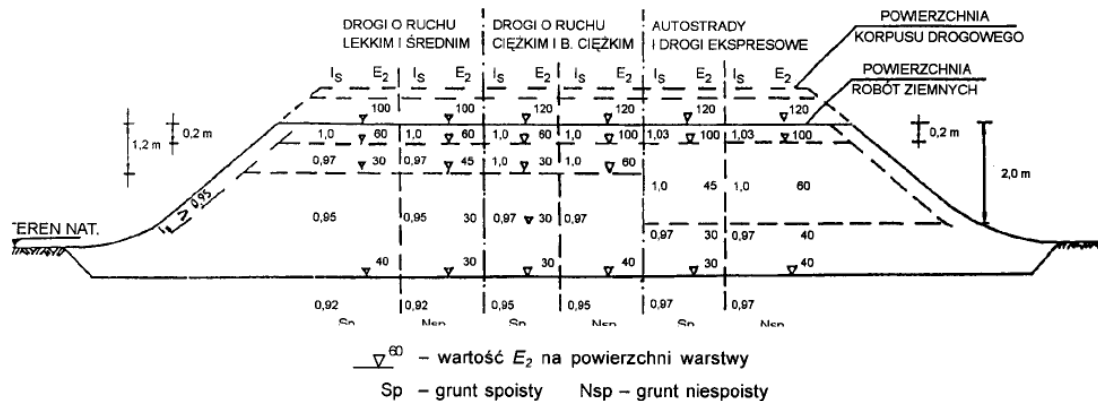 DROGI O RUCHU
LEKKIM I ŚREDNIM
DROGI O RUCHU
CIĘŻKIM I B. CIĘŻKIM
AUTOSTRADY
I DROGI EKSPRESOWE
POWIERZCHNIA
KORPUSU DROGOWEGO
POWIERZCHNIA
ROBÓT ZIEMNYCH
IS E2 IS E2 IS E2 IS E2 IS E2 IS E2
100 100 120 120 120 120
1,2 m 0,2 m 1,0 60 1,0 60 1,0 60 1,0 100 1,03 100 1,03 100 0,2 m
0,97 30 0,97 45 1,0 30 1,0 60
1,0 45 1,0 60 2,0 m
≥ 0,95
0,95 0,95 30 0,97 30 0,97
EREN NAT.
0,97 30 0,97 40
40 30 30 40 30 40
0,92 0,92 0,95 0,95 0,97 0,97
Sp Nsp Sp Nsp Sp Nsp
60 – wartość E2 na powierzchni warstwy
Sp – grunt spoisty Nsp – grunt niespoisty